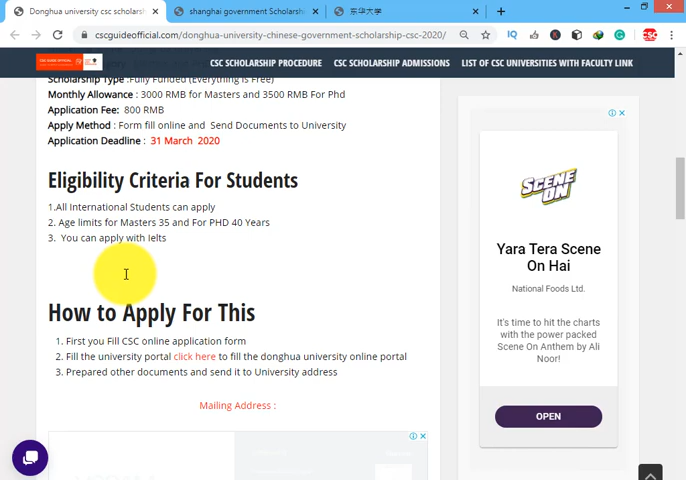 Donghua university csc scholarsh
shanghai government Scholarship
东华大学
cscguideofficial.com/donghua-university-chinese-government-scholarship-csc-2020/
CSC GUIDE OFFICIAL
CSC SCHOLARSHIP PROCEDURE
CSC SCHOLARSHIP ADMISSIONS
LIST OF CSC UNIVERSITIES WITH FACULTY LINK
Scholarship Type :Fully Funded (Everything is Free)
Monthly Allowance : 3000 RMB for Masters and 3500 RMB For Phd
Application Fee: 800 RMB
Apply Method : Form fill online and Send Documents to University
Application Deadline : 31 March 2020
Eligibility Criteria For Students
1.All International Students can apply
2. Age limits for Masters 35 and For PHD 40 Years
3. You can apply with Ielts
How to Apply For This
1. First you Fill CSC online application form
2. Fill the university portal click here to fill the donghua university online portal
3. Prepared other documents and send it to University address
Mailing Address :
SCENE ON
Yara Tera Scene
On Hai
National Foods Ltd.
It's time to hit the charts
with the power packed
Scene On Anthem by Ali
Noor!
OPEN